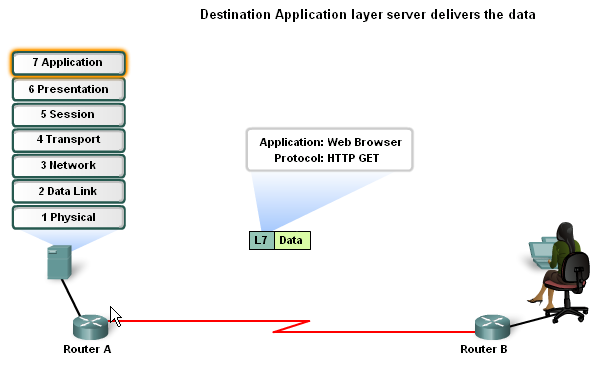 Destination Application layer server delivers the data
7 Application
6 Presentation
5 Session
4 Transport
3 Network
2 Data Link
1 Physical
Application: Web Browser
Protocol: HTTP GET
L7 Data
Router A
Router B